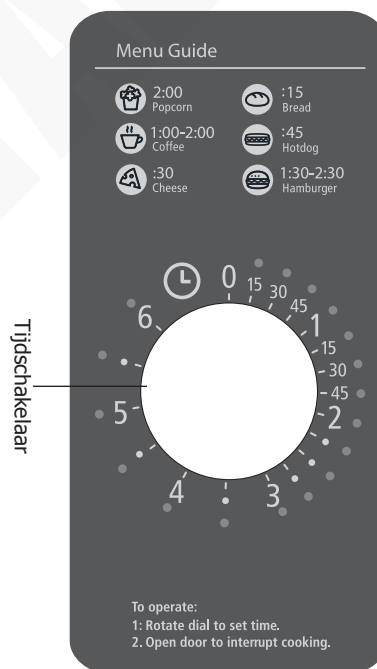 Menu Guide
2:00
Popcorn
:15
Bread
1:00-2:00
Coffee
:45
Hotdog
:30
Cheese
1:30-2:30
Hamburger
0
15
30
45
1
15
30
45
2
3
4
5
6
Tijdschakelaar
To operate:
1: Rotate dial to set time.
2. Open door to interrupt cooking.